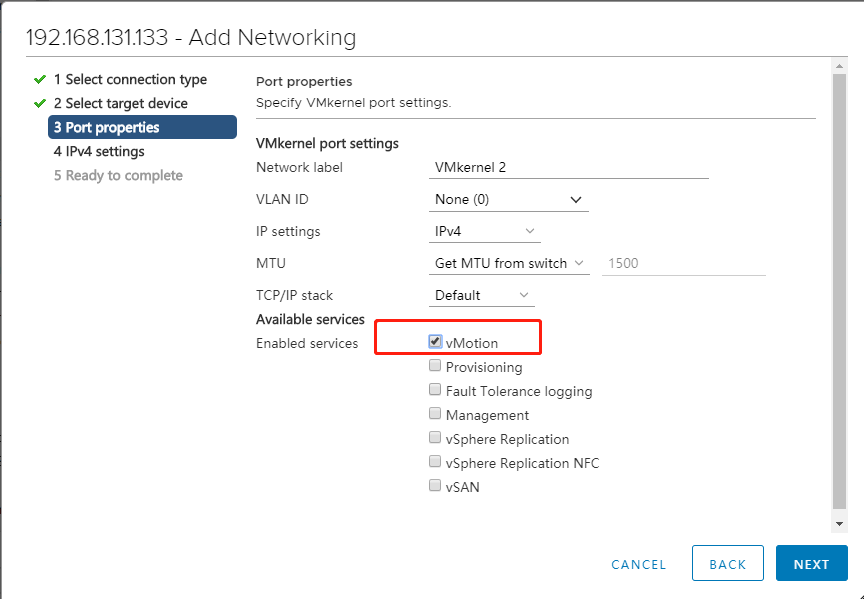 192.168.131.133 - Add Networking
1 Select connection type
2 Select target device
3 Port properties
4 IPv4 settings
5 Ready to complete
Port properties
Specify VMkernel port settings.
VMkernel port settings
Network label VMkernel 2
VLAN ID None (0)
IP settings IPv4
MTU Get MTU from switch 1500
TCP/IP stack Default
Available services
Enabled services vMotion
Provisioning
Fault Tolerance logging
Management
vSphere Replication
vSphere Replication NFC
vSAN
CANCEL BACK NEXT